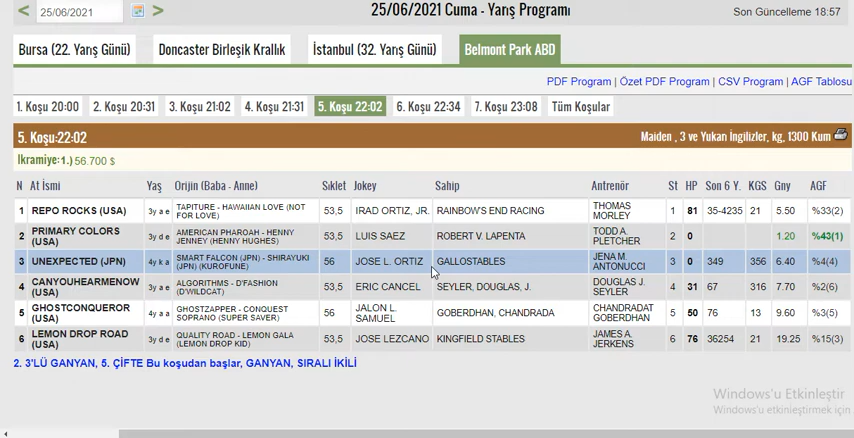 25/06/2021 Cuma - Yarış Programı
25/06/2021
Son Güncelleme 18:57
Bursa (22. Yarış Günü) Doncaster Birleşik Krallık İstanbul (32. Yarış Günü) Belmont Park ABD
PDF Program | Özet PDF Program | CSV Program | AGF Tablosu
1. Koşu 20:00 2. Koşu 20:31 3. Koşu 21:02 4. Koşu 21:31 5. Koşu 22:02 6. Koşu 22:34 7. Koşu 23:08 Tüm Koşular
5. Koşu:22:02 Maiden , 3 ve Yukarı İngilizler, kg, 1300 Kum
Ikramiye:1.) 56.700 $
N At İsmi Yaş Orijin (Baba - Anne) Sıklet Jokey Sahip Antrenör St HP Son 6 Y. KGS Gny AGF
1 REPO ROCKS (USA) 3y a e TAPITURE - HAWAIIAN LOVE (NOT FOR LOVE) 53,5 IRAD ORTIZ, JR. RAINBOW'S END RACING THOMAS MORLEY 1 81 35-4235 21 5.50 %33(2)
2 PRIMARY COLORS (USA) 3y d e AMERICAN PHAROAH - HENNY JENNEY (HENNY HUGHES) 53,5 LUIS SAEZ ROBERT V. LAPENTA TODD A. PLETCHER 2 0 1.20 %43(1)
3 UNEXPECTED (JPN) 4y k a SMART FALCON (JPN) - SHIRAYUKI (JPN) (KUROFUNE) 56 JOSE L. ORTIZ GALLOSTABLES JENA M. ANTONUCCI 3 0 349 356 6.40 %4(4)
4 CANYOUHEARMENOW (USA) 3y a e ALGORITHMS - D'FASHION (D'WILDCAT) 53,5 ERIC CANCEL SEYLER, DOUGLAS, J. DOUGLAS J. SEYLER 4 31 67 316 7.70 %2(6)
5 GHOSTCONQUEROR (USA) 4y a a GHOSTZAPPER - CONQUEST SOPRANO (SUPER SAVER) 56 JALON L. SAMUEL GOBERDHAN, CHANDRADA CHANDRADAT GOBERDHAN 5 50 76 13 9.60 %3(5)
6 LEMON DROP ROAD (USA) 3y d e QUALITY ROAD - LEMON GALA (LEMON DROP KID) 53,5 JOSE LEZCANO KINGFIELD STABLES JAMES A. JERKENS 6 76 36254 21 19.25 %15(3)
2. 3'LÜ GANYAN, 5. ÇİFTE Bu koşudan başlar, GANYAN, SIRALI İKİLİ
Windows'u Etkinleştir
Windows'u etkinleştirmek için